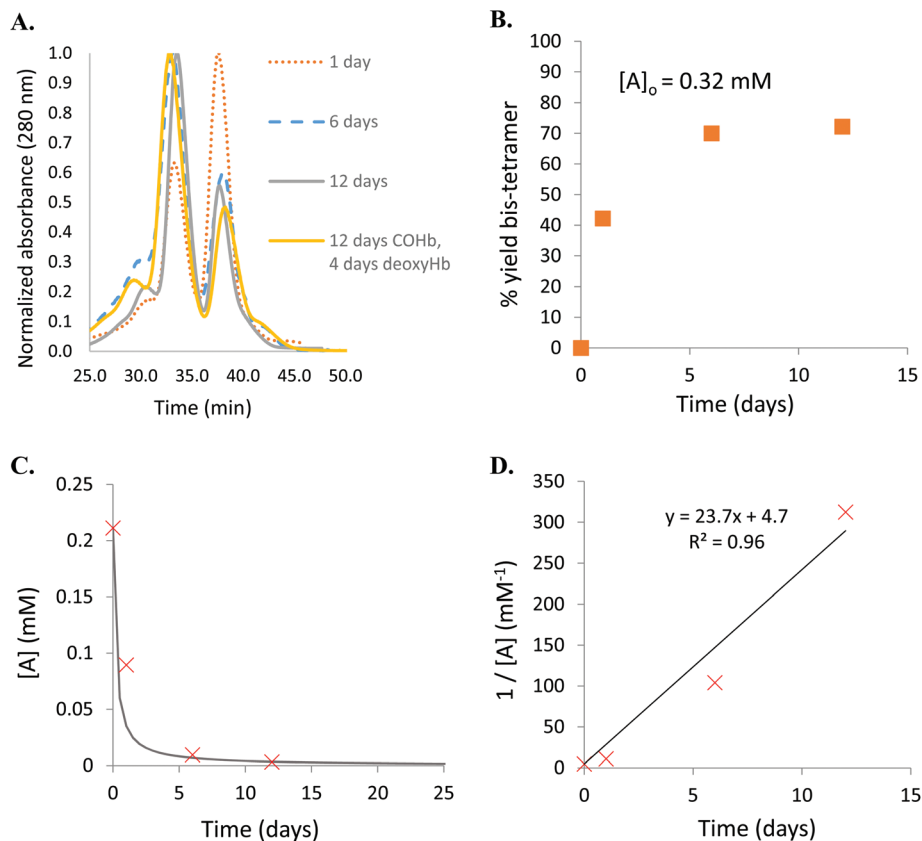 A.
Normalized absorbance (280 nm)
1.0
0.9
0.8
0.7
0.6
0.5
0.4
0.3
0.2
0.1
0.0
25.0 30.0 35.0 40.0 45.0 50.0
Time (min)
1 day
6 days
12 days
12 days COHb,
4 days deoxyHb
B.
% yield bis-tetramer
100
90
80
70
60
50
40
30
20
10
0
0 5 10 15
Time (days)
[A]o = 0.32 mM
C.
[A] (mM)
0.25
0.2
0.15
0.1
0.05
0
0 5 10 15 20 25
Time (days)
D.
1 / [A] (mM-1)
350
300
250
200
150
100
50
0
0 5 10 15
Time (days)
y = 23.7x + 4.7
R² = 0.96